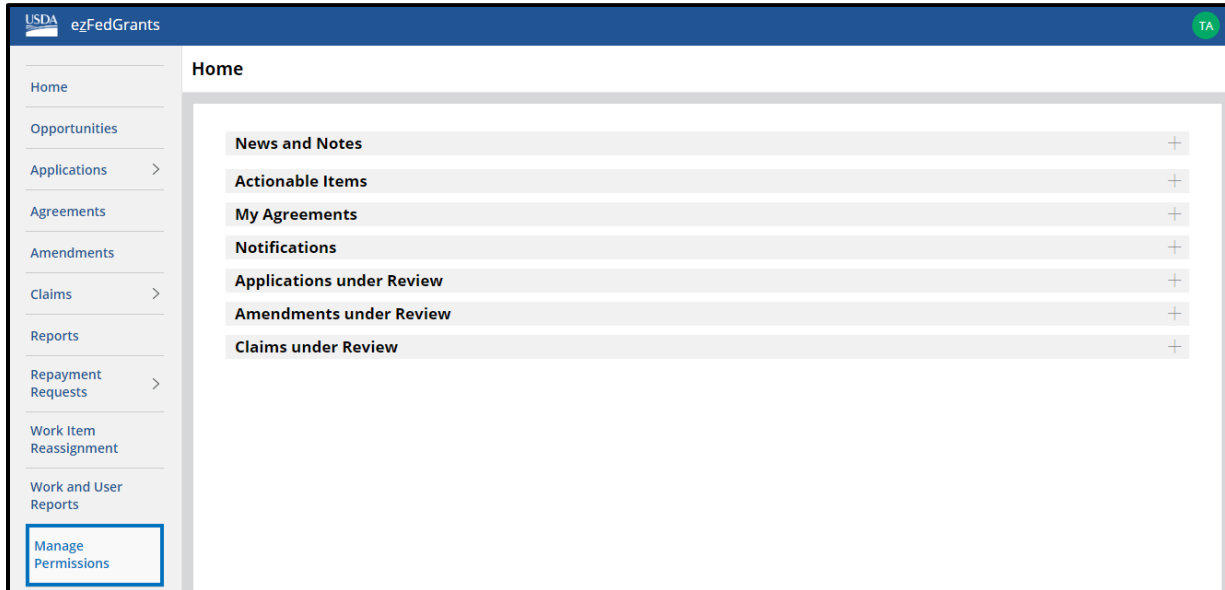 USDA ezFedGrants TA
Home
Home
Opportunities
Applications
Agreements
Amendments
Claims
Reports
Repayment
Requests
Work Item
Reassignment
Work and User
Reports
Manage
Permissions
News and Notes
Actionable Items
My Agreements
Notifications
Applications under Review
Amendments under Review
Claims under Review